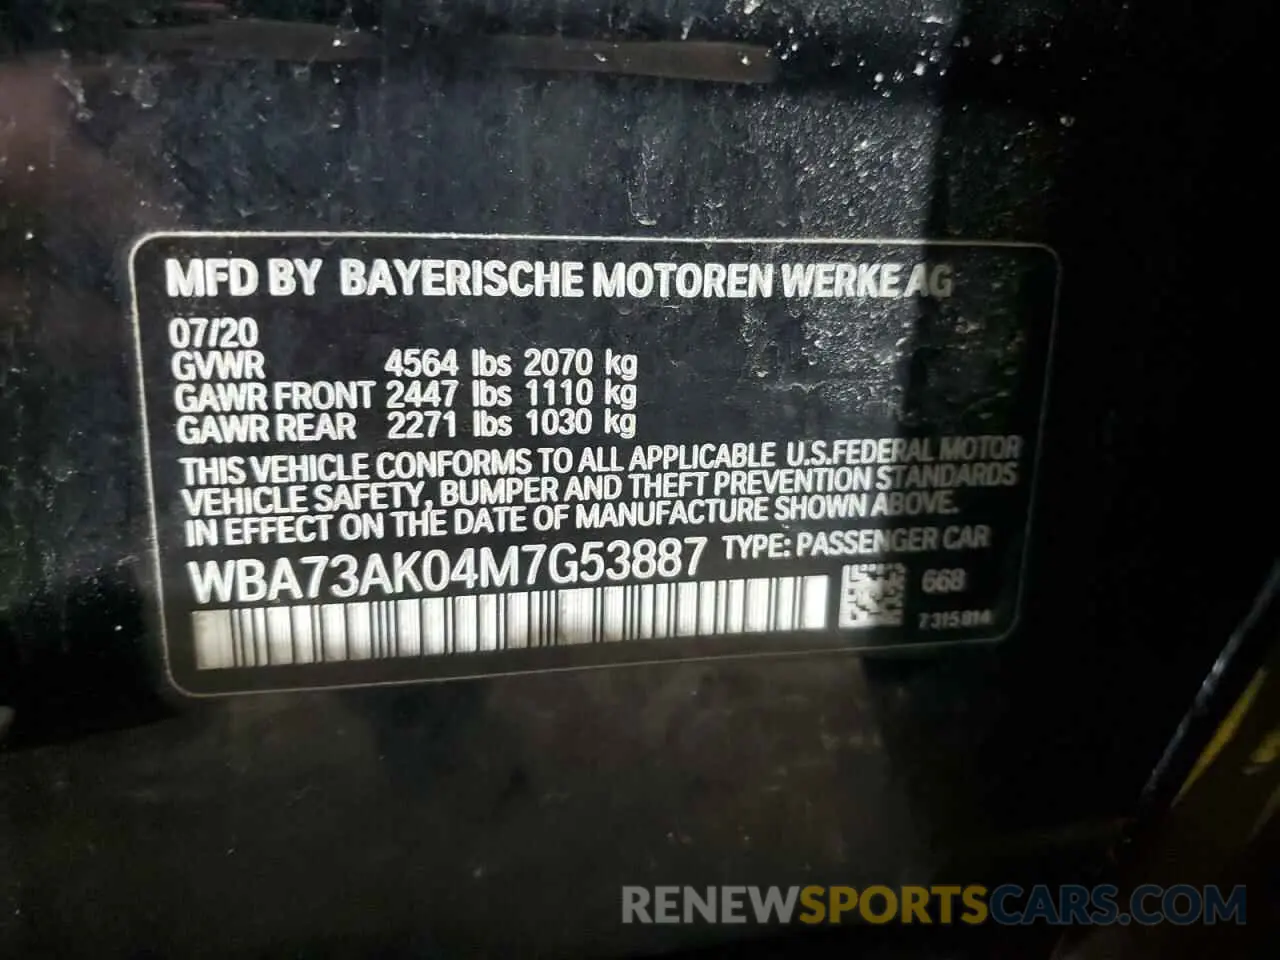 MFD BY BAYERISCHE MOTOREN WERKE AG
07/20
GVWR 4564 lbs 2070 kg
GAWR FRONT 2447 lbs 1110 kg
GAWR REAR 2271 lbs 1030 kg
THIS VEHICLE CONFORMS TO ALL APPLICABLE U.S.FEDERAL MOTOR
VEHICLE SAFETY, BUMPER AND THEFT PREVENTION STANDARDS
IN EFFECT ON THE DATE OF MANUFACTURE SHOWN ABOVE.
WBA73AK04M7G53887 TYPE: PASSENGER CAR
668
7315014
RENEWSPORTSCARS.COM